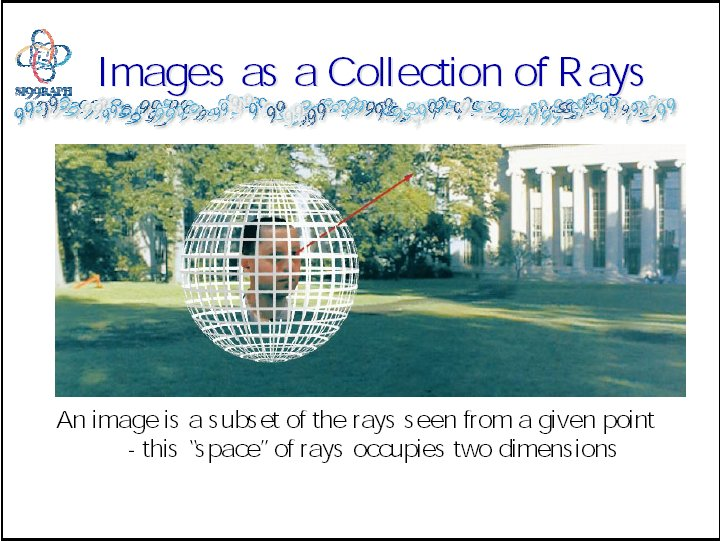 SIGGRAPH
Images as a Collection of Rays
An image is a subset of the rays seen from a given point
- this “space” of rays occupies two dimensions